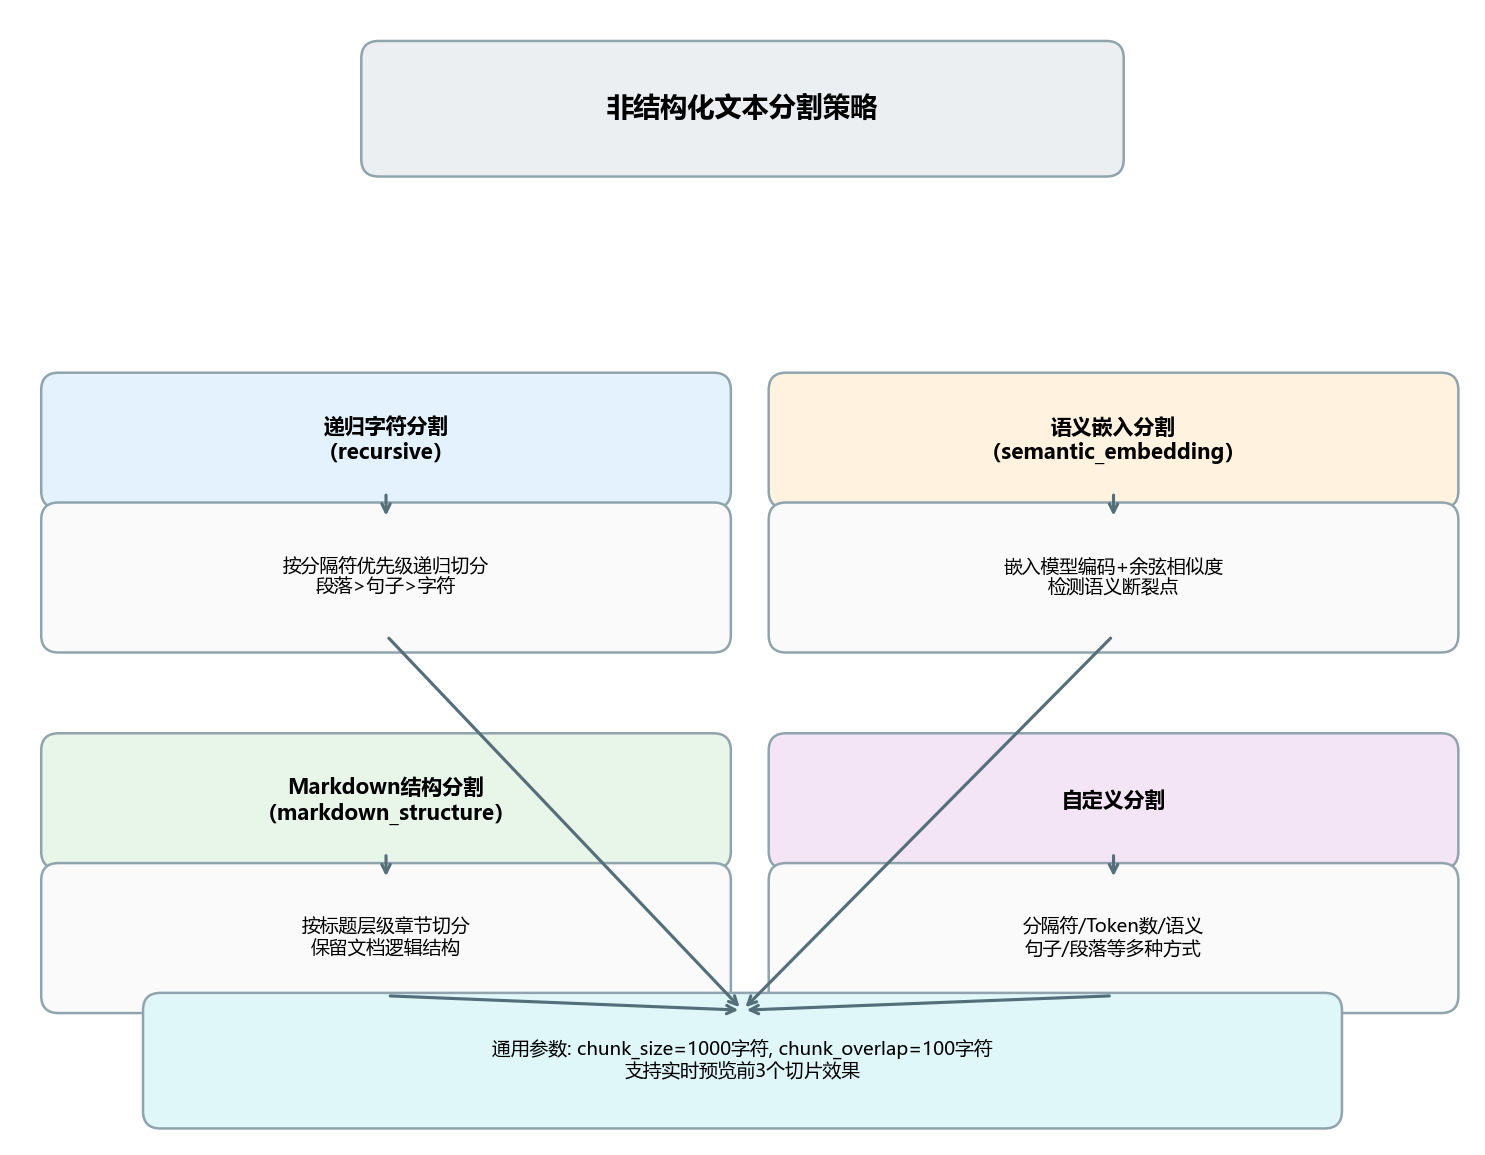 非结构化文本分割策略
递归字符分割
(recursive)
按分隔符优先级递归切分
段落>句子>字符
语义嵌入分割
(semantic_embedding)
嵌入模型编码+余弦相似度
检测语义断裂点
Markdown结构分割
(markdown_structure)
按标题层级章节切分
保留文档逻辑结构
自定义分割
分隔符/Token数/语义
句子/段落等多种方式
通用参数: chunk_size=1000字符, chunk_overlap=100字符
支持实时预览前3个切片效果